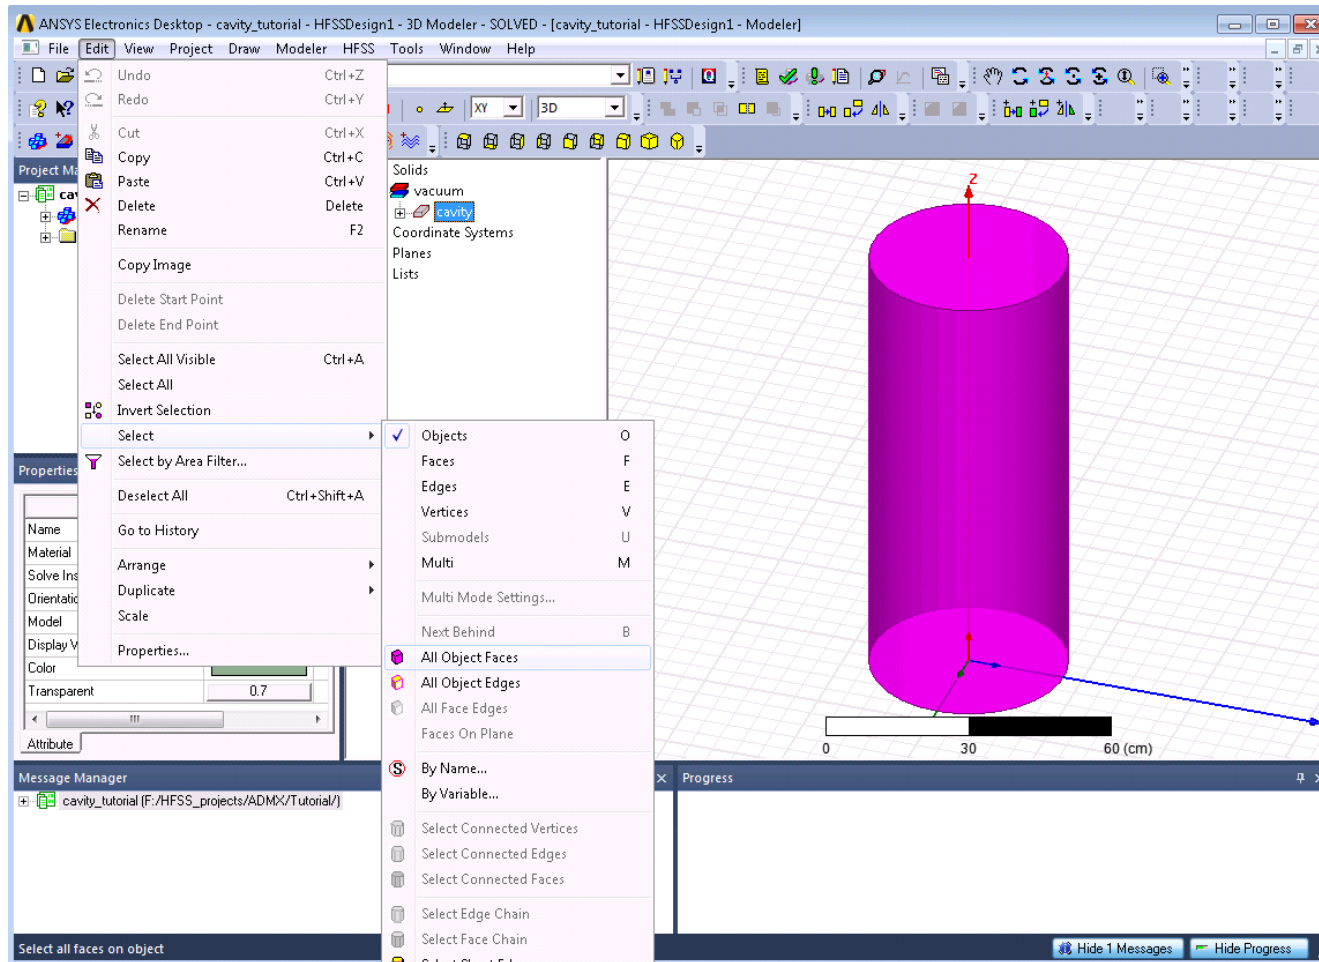 ANSYS Electronics Desktop - cavity_tutorial - HFSSDesign1 - 3D Modeler - SOLVED - [cavity_tutorial - HFSSDesign1 - Modeler]
File Edit View Project Draw Modeler HFSS Tools Window Help
Undo Ctrl+Z
Redo Ctrl+Y
XY 3D
Cut Ctrl+X
Copy Ctrl+C
Paste Ctrl+V
Delete Delete
Rename F2
Copy Image
Delete Start Point
Delete End Point
Select All Visible Ctrl+A
Select All
Invert Selection
Select
Select by Area Filter...
Deselect All Ctrl+Shift+A
Go to History
Arrange
Duplicate
Scale
Properties...
Project Ma
cav
Solids
vacuum
cavity
Coordinate Systems
Planes
Lists
Z
Objects O
Faces F
Edges E
Vertices V
Submodels U
Multi M
Multi Mode Settings...
Next Behind B
All Object Faces
All Object Edges
All Face Edges
Faces On Plane
By Name...
By Variable...
Select Connected Vertices
Select Connected Edges
Select Connected Faces
Select Edge Chain
Select Face Chain
Properties
Name
Material
Solve Ins
Orientatic
Model
Display V
Color
Transparent 0.7
Attribute
0 30 60 (cm)
Message Manager
cavity_tutorial (F:/HFSS_projects/ADMX/Tutorial/)
Progress
Select all faces on object
Hide 1 Messages Hide Progress